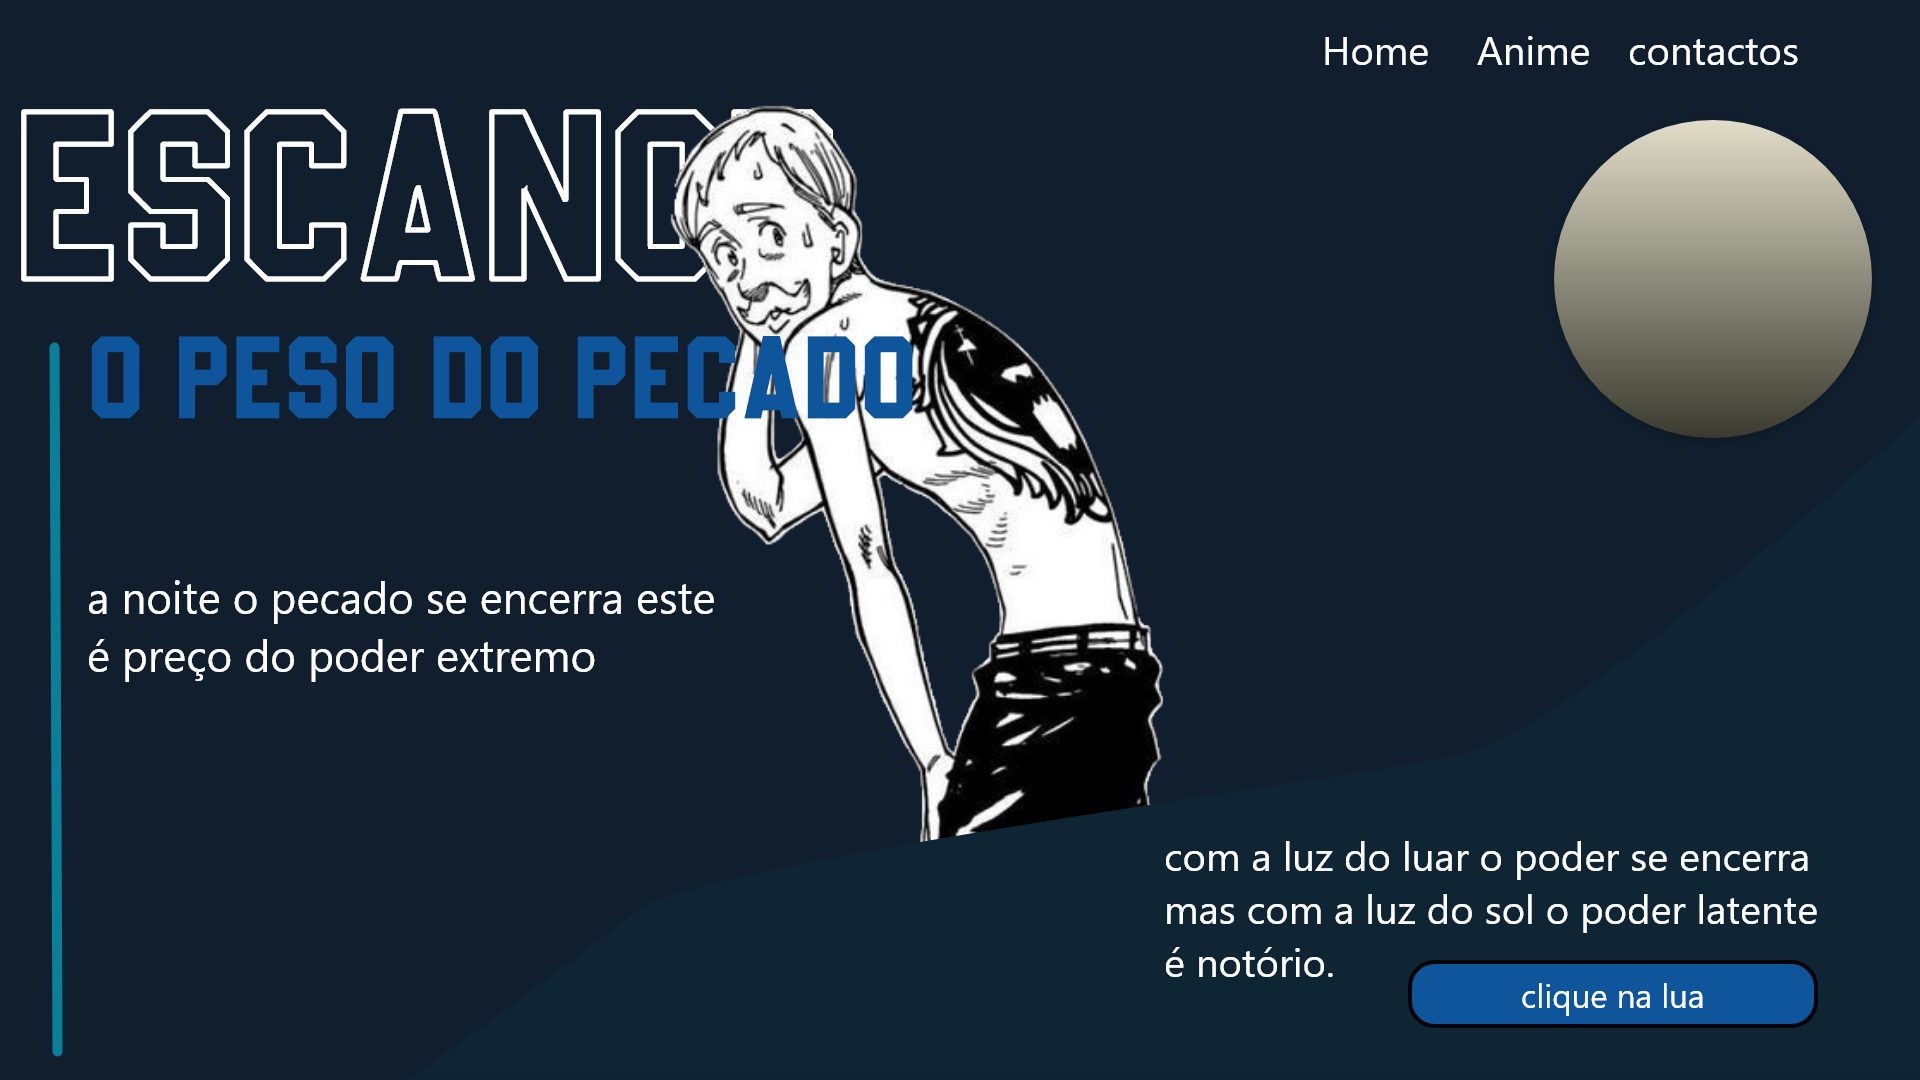 Home Anime contactos
ESCANO
O PESO DO PECADO
a noite o pecado se encerra este
é preço do poder extremo
com a luz do luar o poder se encerra
mas com a luz do sol o poder latente
é notório.
clique na lua